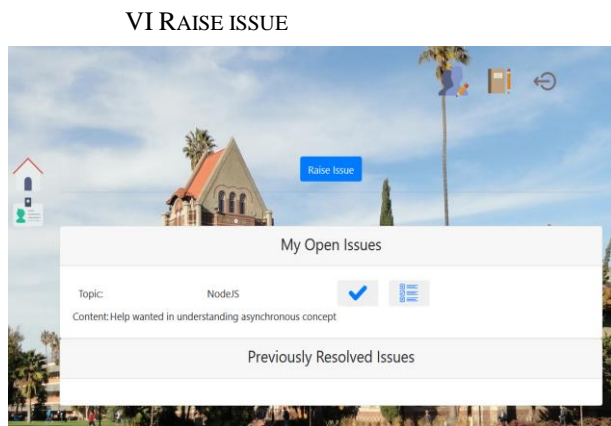 VI RAISE ISSUE
Raise Issue
My Open Issues
Topic: NodeJS
Content: Help wanted in understanding asynchronous concept
Previously Resolved Issues